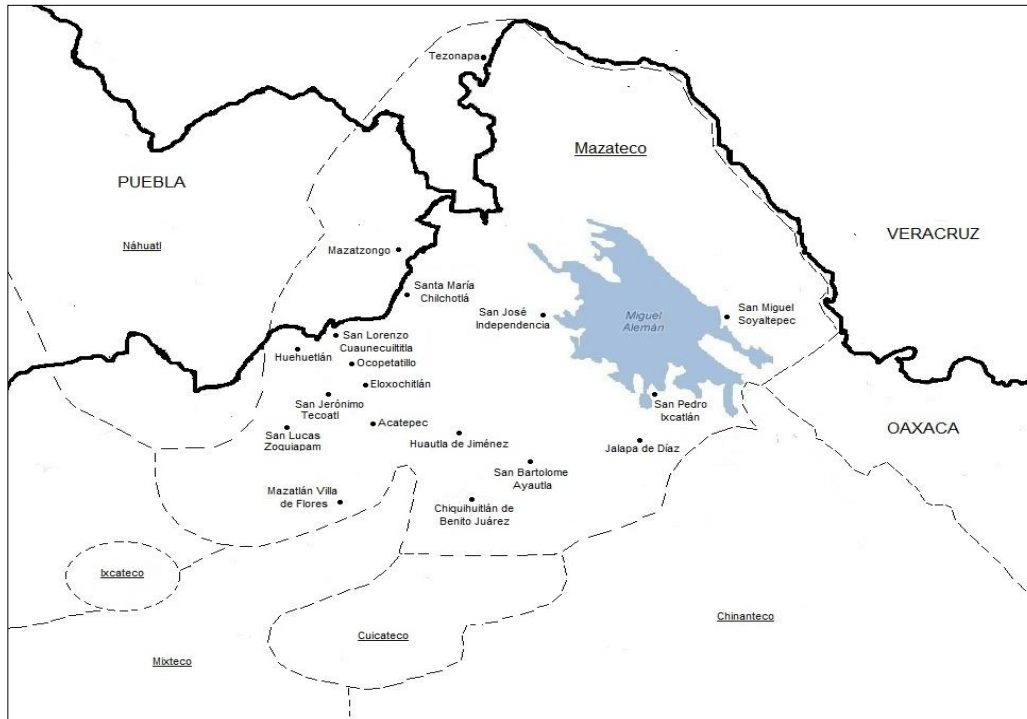 Tezonapa
Mazateco
PUEBLA
VERACRUZ
Náhuatl
Mazatzongo
Santa María
Chilchotlá
San José
Independencia
Miguel
Alemán
San Miguel
Soyaltepec
San Lorenzo
Cuaunecuiltitla
Huehuetlán
Ocopetatillo
Eloxochitlán
San Jerónimo
Tecoatl
San Pedro
Ixcatlán
Acatepec
San Lucas
Zoquiapam
Huautla de Jiménez
Jalapa de Díaz
OAXACA
San Bartolome
Ayautla
Mazatlán Villa
de Flores
Chiquihuitlán de
Benito Juárez
Ixcateco
Chinanteco
Cuicateco
Mixteco